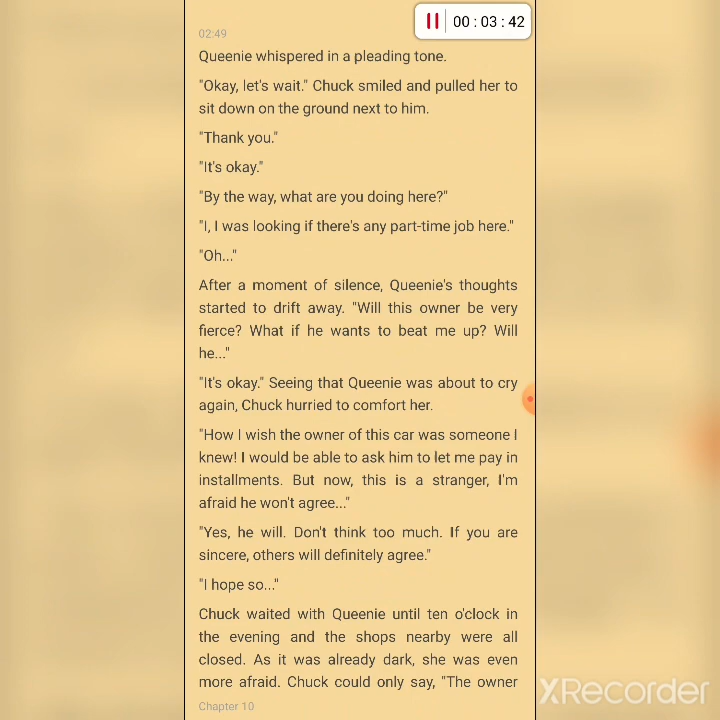 00 : 03 : 42
02:49
Queenie whispered in a pleading tone.
"Okay, let's wait." Chuck smiled and pulled her to
sit down on the ground next to him.
"Thank you."
"It's okay."
"By the way, what are you doing here?"
"I, I was looking if there's any part-time job here."
"Oh..."
After a moment of silence, Queenie's thoughts
started to drift away. "Will this owner be very
fierce? What if he wants to beat me up? Will
he..."
"It's okay." Seeing that Queenie was about to cry
again, Chuck hurried to comfort her.
"How I wish the owner of this car was someone I
knew! I would be able to ask him to let me pay in
installments. But now, this is a stranger, I'm
afraid he won't agree..."
"Yes, he will. Don't think too much. If you are
sincere, others will definitely agree."
"I hope so..."
Chuck waited with Queenie until ten o'clock in
the evening and the shops nearby were all
closed. As it was already dark, she was even
more afraid. Chuck could only say, "The owner
Chapter 10
XRecorder